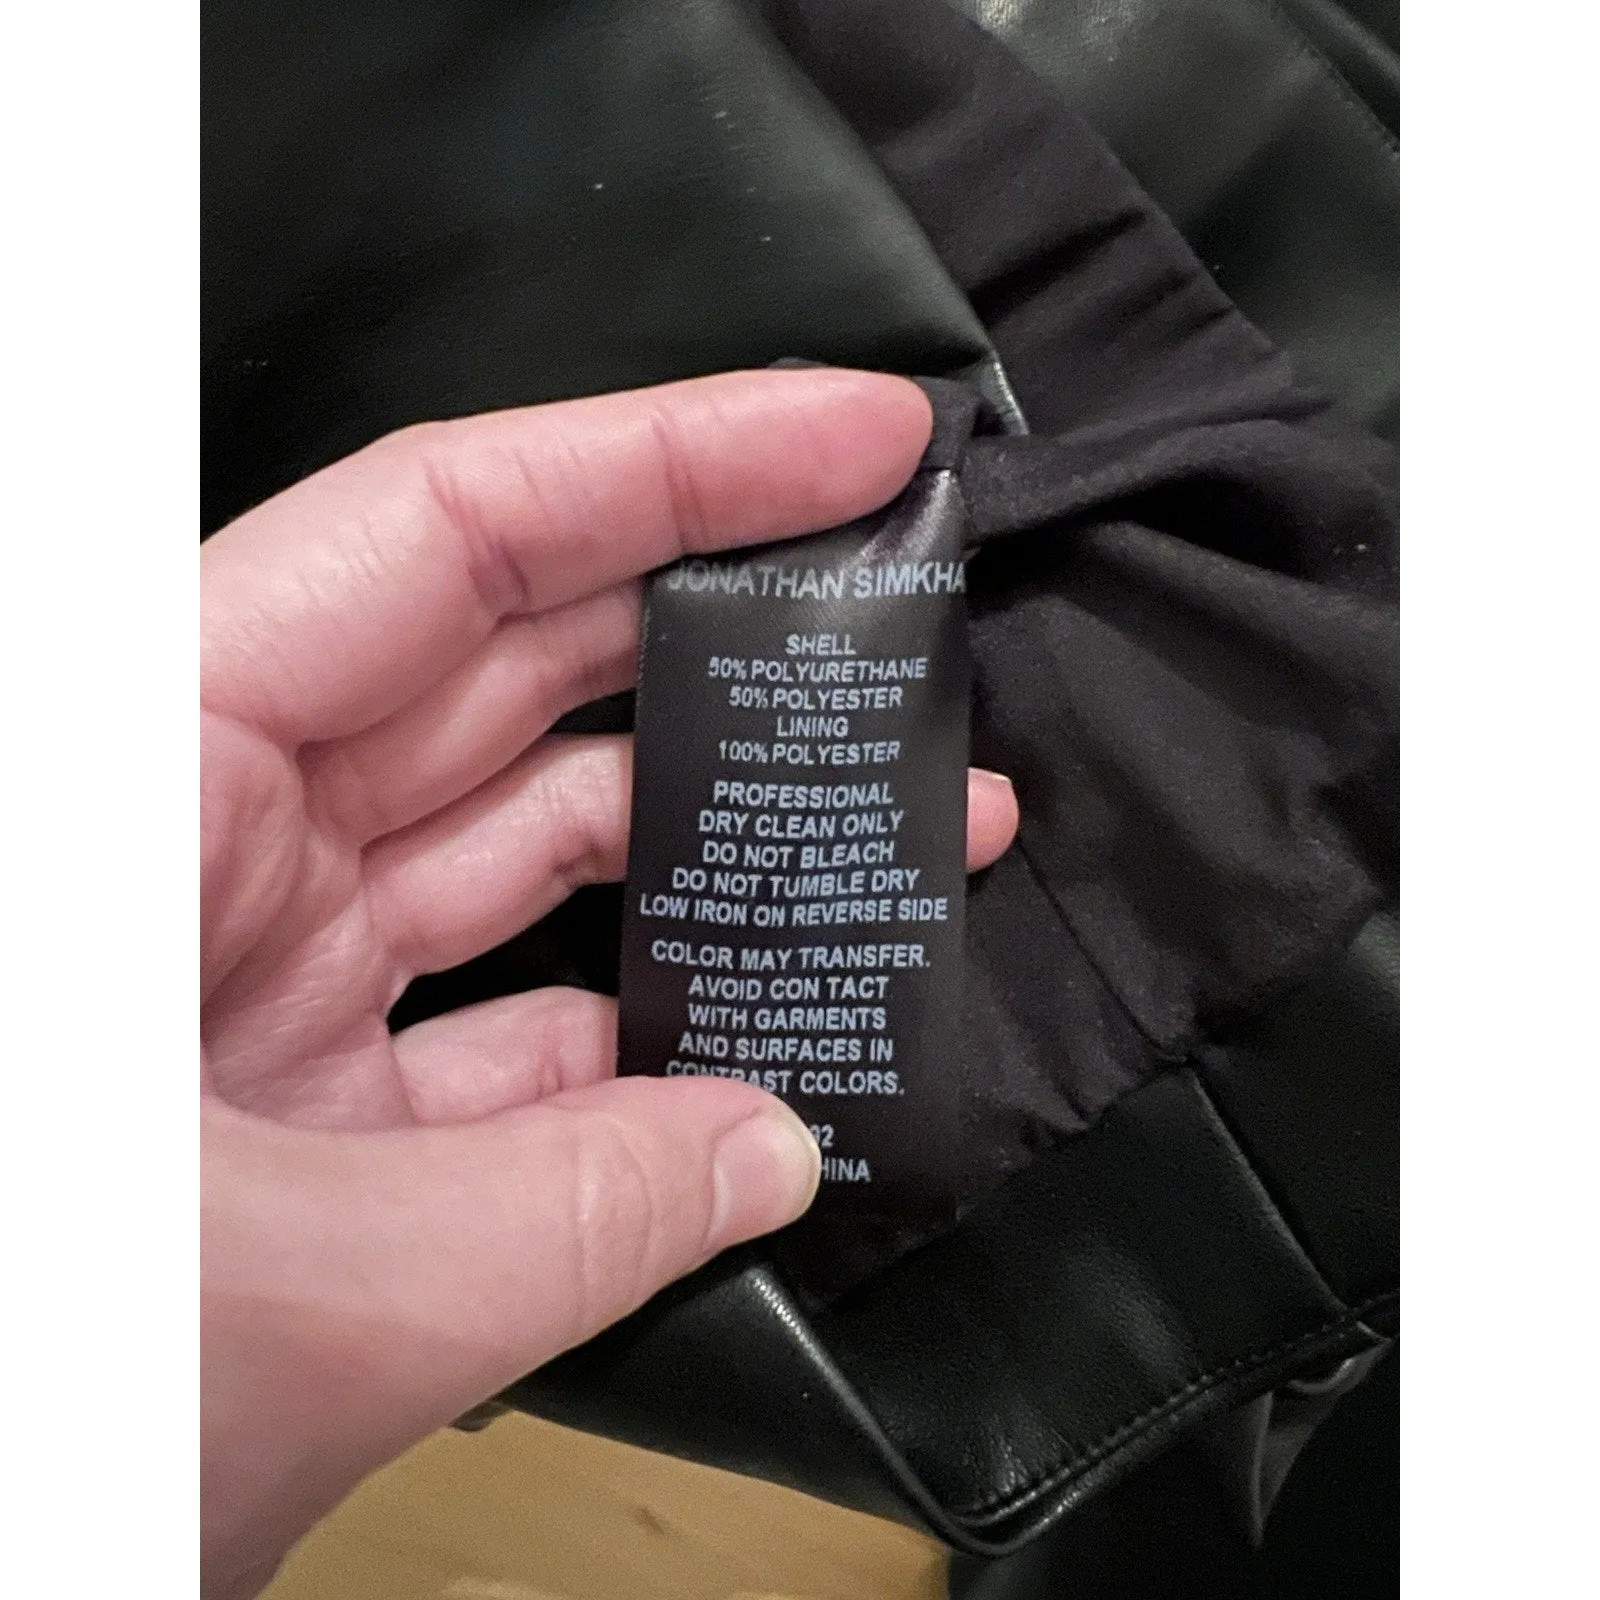 JONATHAN SIMKHA
SHELL
50% POLYURETHANE
50% POLYESTER
LINING
100% POLYESTER
PROFESSIONAL
DRY CLEAN ONLY
DO NOT BLEACH
DO NOT TUMBLE DRY
LOW IRON ON REVERSE SIDE
COLOR MAY TRANSFER.
AVOID CON TACT
WITH GARMENTS
AND SURFACES IN
CONTRAST COLORS.